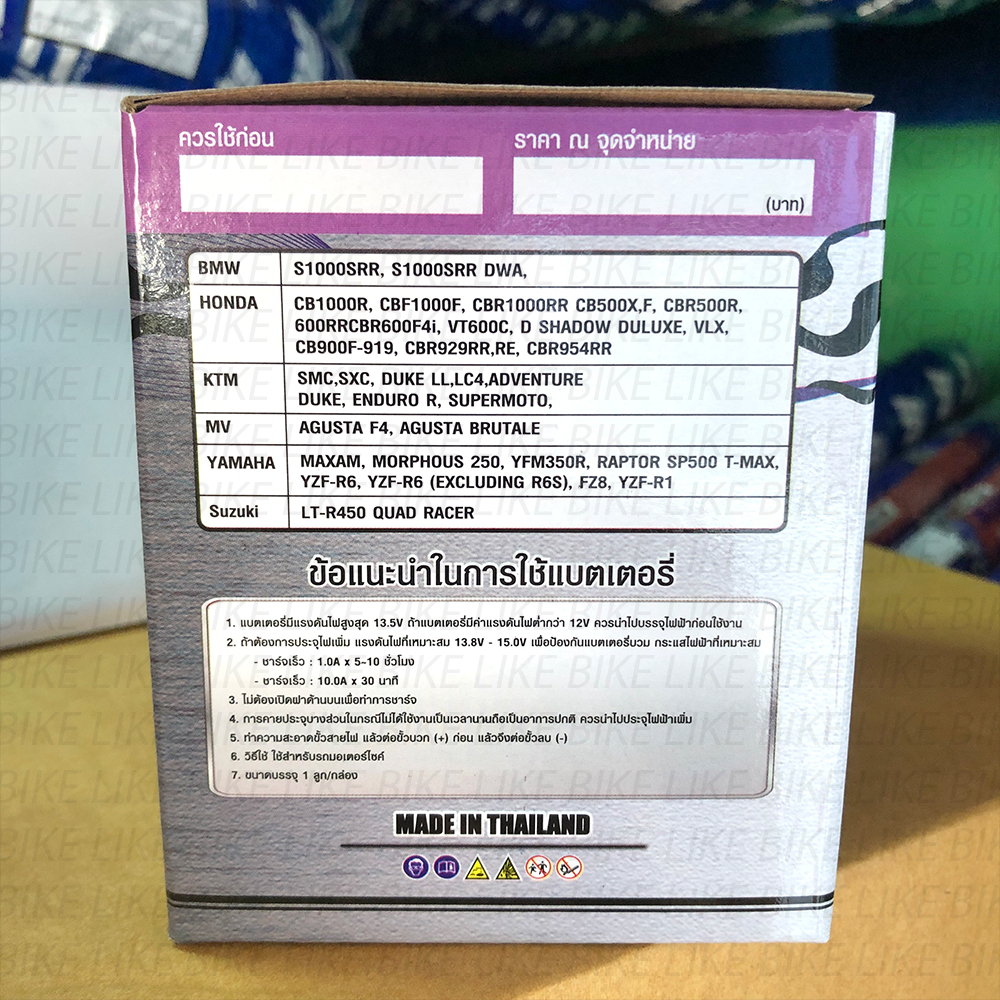 ควรใช้ก่อน
ราคา ณ จุดจำหน่าย
(บาท)
BMW S1000SRR, S1000SRR DWA,
HONDA CB1000R, CBF1000F, CBR1000RR CB500X,F, CBR500R,
600RRCBR600F4i, VT600C, D SHADOW DULUXE, VLX,
CB900F-919, CBR929RR,RE, CBR954RR
KTM SMC,SXC, DUKE LL,LC4,ADVENTURE
DUKE, ENDURO R, SUPERMOTO,
MV AGUSTA F4, AGUSTA BRUTALE
YAMAHA MAXAM, MORPHOUS 250, YFM350R, RAPTOR SP500 T-MAX,
YZF-R6, YZF-R6 (EXCLUDING R6S), FZ8, YZF-R1
Suzuki LT-R450 QUAD RACER
ข้อแนะนำในการใช้แบตเตอรี่
1. แบตเตอรี่มีแรงดันไฟสูงสุด 13.5V ถ้าแบตเตอรี่มีค่าแรงดันไฟต่ำกว่า 12V ควรนำไปบรรจุไฟฟ้าก่อนใช้งาน
2. ถ้าต้องการประจุไฟเพิ่ม แรงดันไฟที่เหมาะสม 13.8V - 15.0V เพื่อป้องกันแบตเตอรี่บวม กระแสไฟฟ้าที่เหมาะสม
- ชาร์จเร็ว : 1.0A x 5~10 ชั่วโมง
- ชาร์จเร็ว : 10.0A x 30 นาที
3. ไม่ต้องเปิดฝาด้านบนเพื่อทำการชาร์จ
4. การคายประจุบางส่วนในกรณีไม่ได้ใช้งานเป็นเวลานานถือเป็นอาการปกติ ควรนำไปประจุไฟฟ้าเพิ่ม
5. ทำความสะอาดขั้วสายไฟ แล้วต่อขั้วบวก (+) ก่อน แล้วจึงต่อขั้วลบ (-)
6. วิธีใช้ ใช้สำหรับรถมอเตอร์ไซค์
7. ขนาดบรรจุ 1 ลูก/กล่อง
MADE IN THAILAND
BIKE LIKE BIKE LIKE BIKE LIKE BIKE